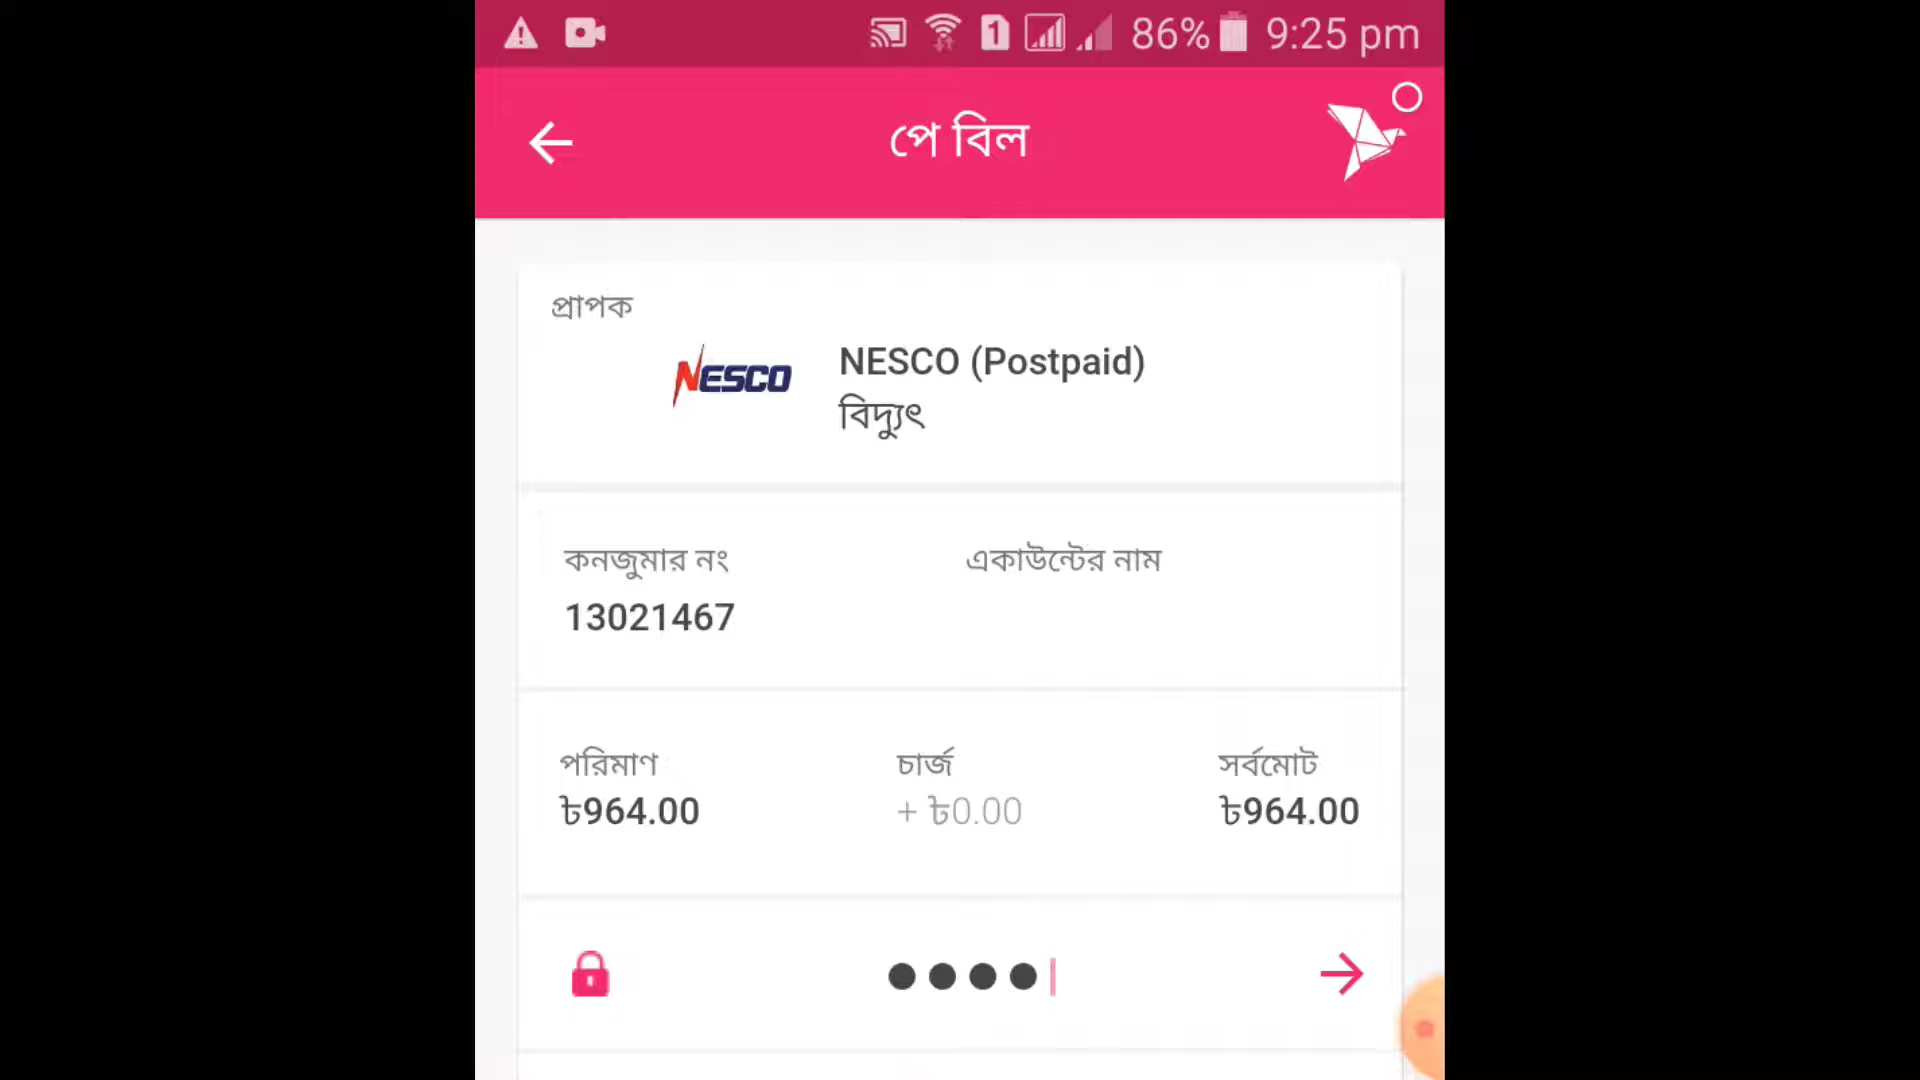 86% 9:25 pm
পে বিল
প্রাপক
NESCO
NESCO (Postpaid)
বিদ্যুৎ
কনজুমার নং
একাউন্টের নাম
13021467
পরিমাণ
চার্জ
সর্বমোট
৳964.00
+ ৳0.00
৳964.00